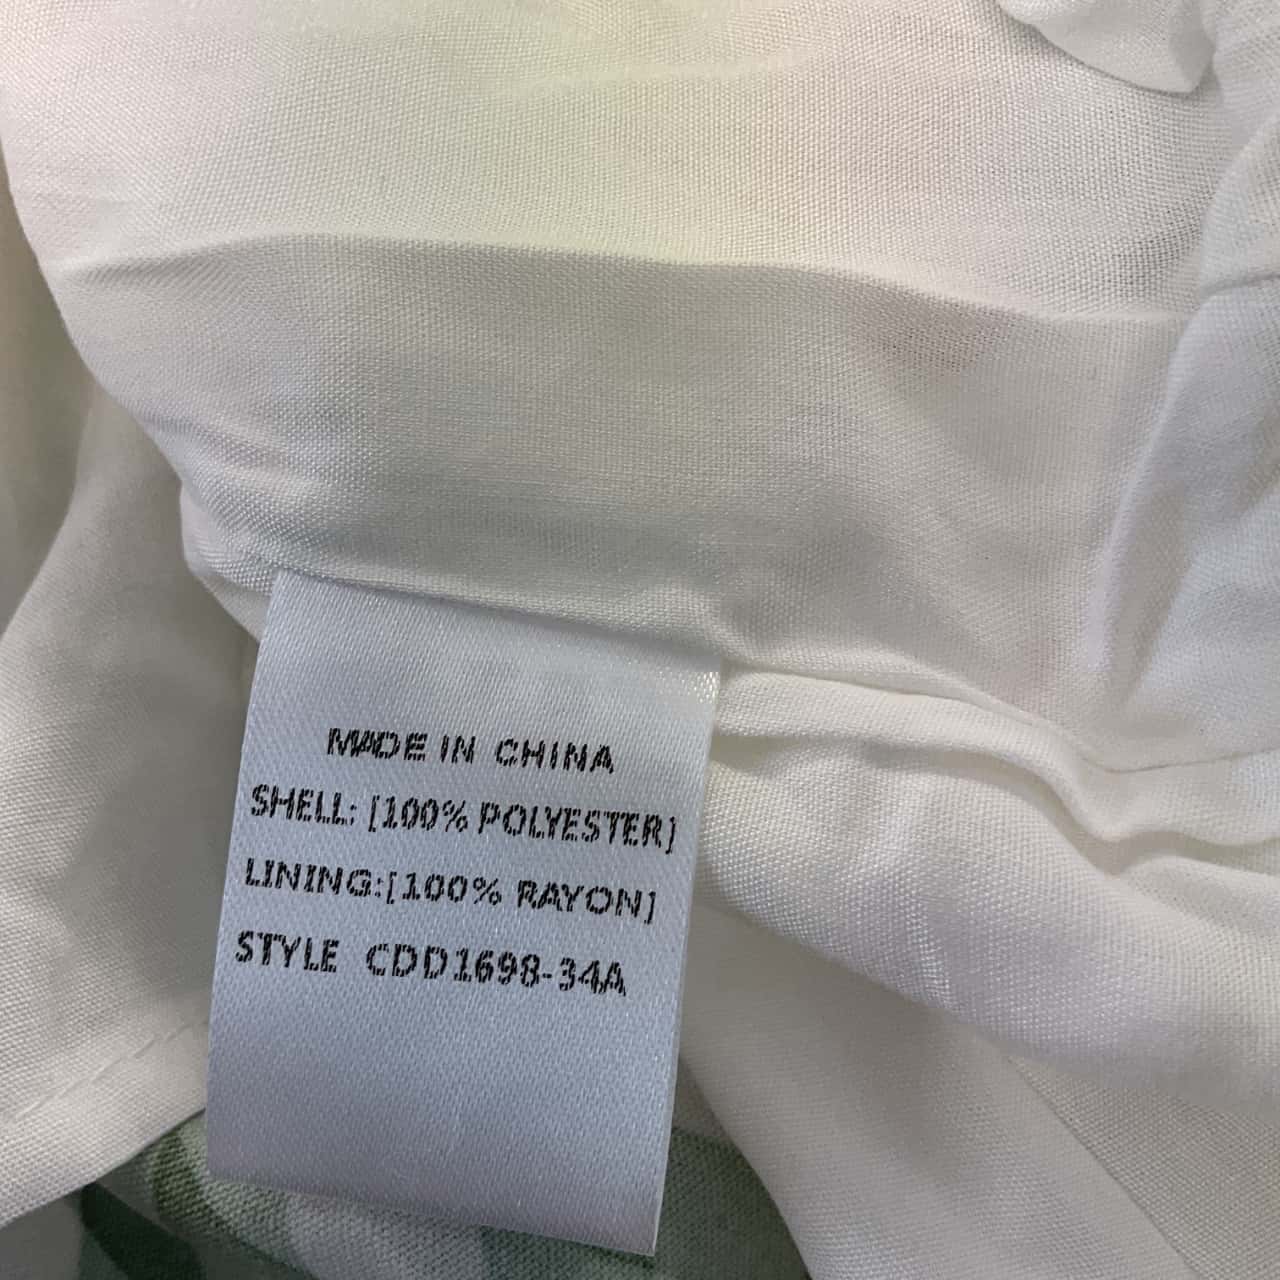 MADE IN CHINA
SHELL: [100% POLYESTER]
LINING:[100% RAYON]
STYLE CDD1698-34A